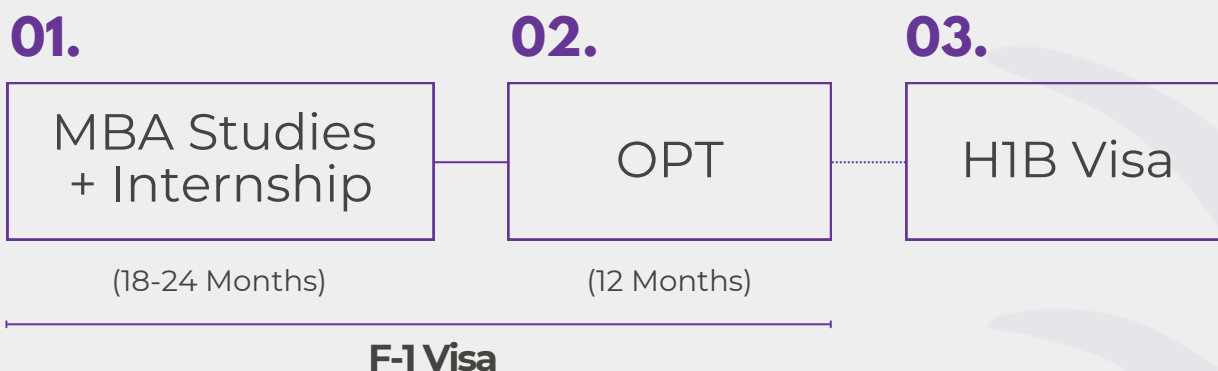 01.
MBA Studies
+ Internship
(18-24 Months)
02.
OPT
(12 Months)
03.
H1B Visa
F-1 Visa